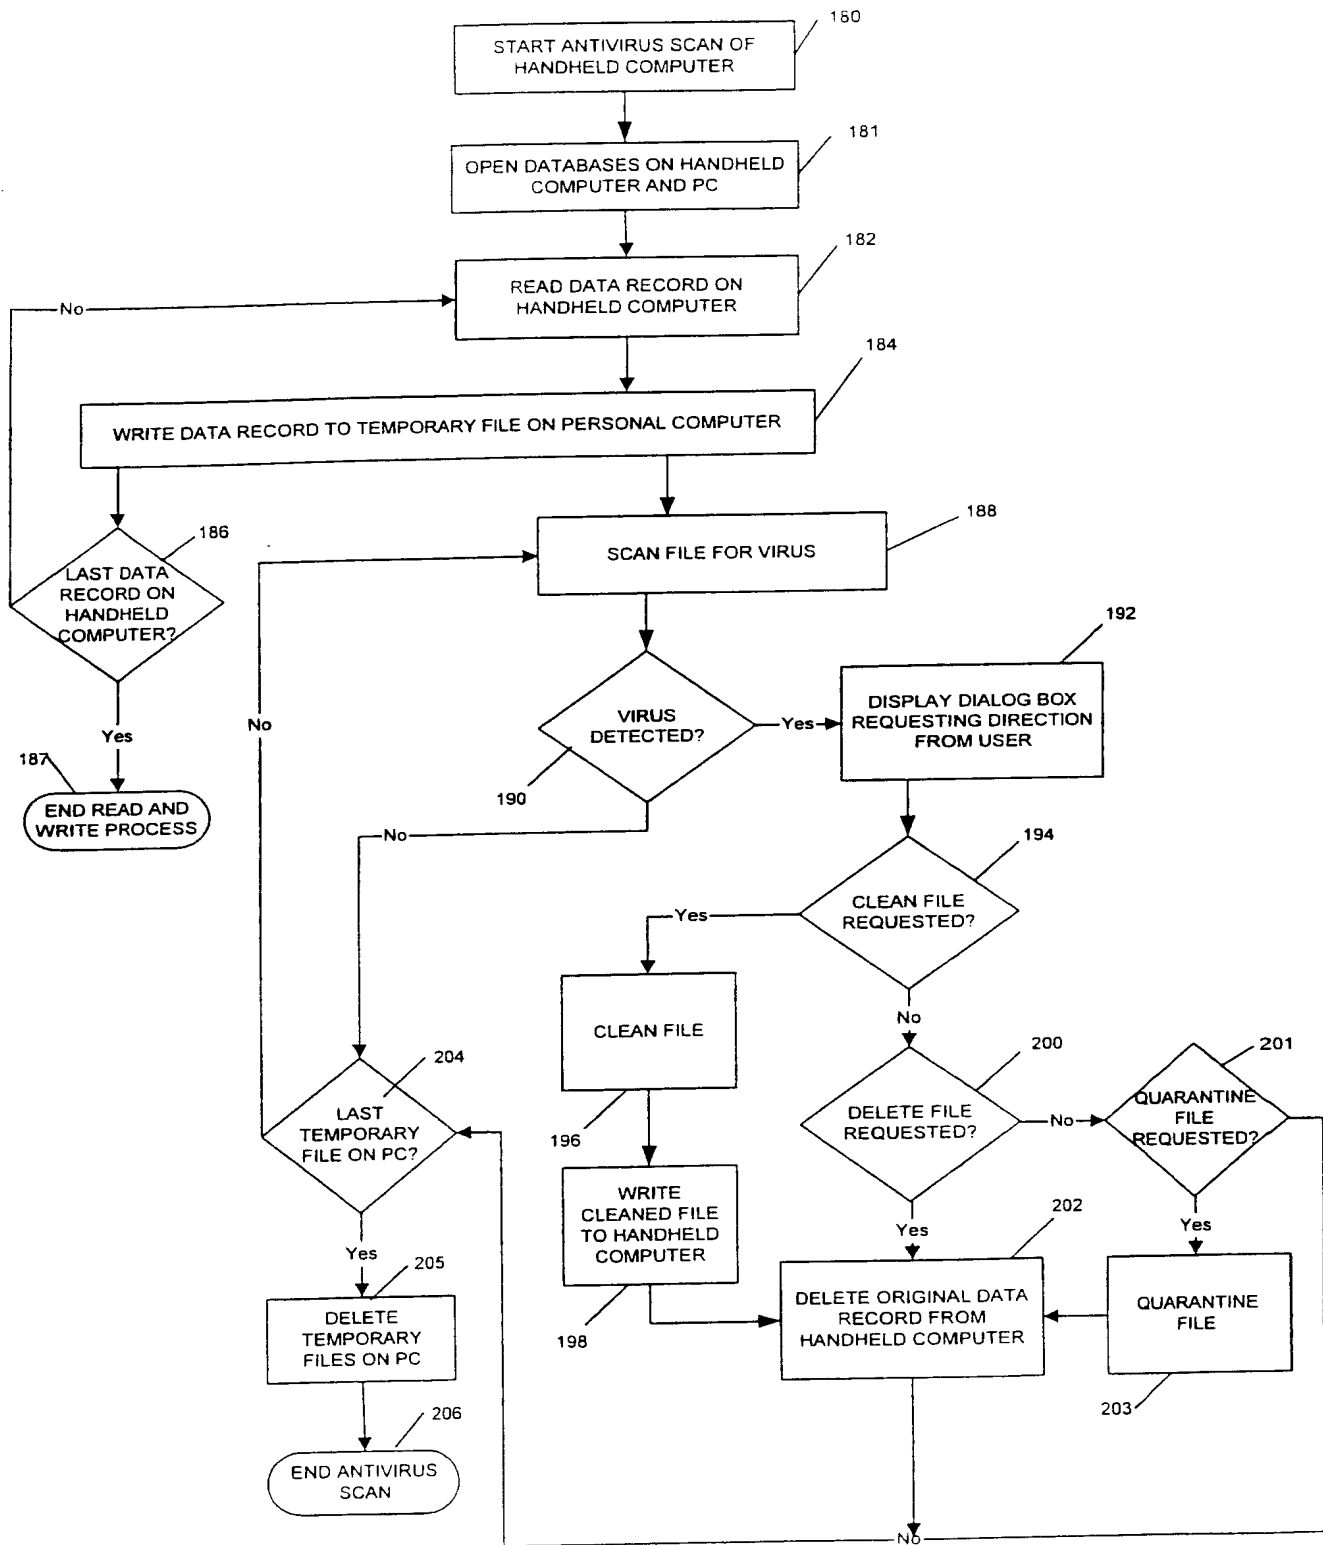 180
START ANTIVIRUS SCAN OF
HANDHELD COMPUTER
181
OPEN DATABASES ON HANDHELD
COMPUTER AND PC
182
READ DATA RECORD ON
HANDHELD COMPUTER
No
184
WRITE DATA RECORD TO TEMPORARY FILE ON PERSONAL COMPUTER
186
LAST DATA
RECORD ON
HANDHELD
COMPUTER?
188
SCAN FILE FOR VIRUS
192
DISPLAY DIALOG BOX
REQUESTING DIRECTION
FROM USER
No
VIRUS
DETECTED?
Yes
190
Yes
187
END READ AND
WRITE PROCESS
No
194
CLEAN FILE
REQUESTED?
Yes
No
CLEAN FILE
196
200
DELETE FILE
REQUESTED?
No
201
QUARANTINE
FILE
REQUESTED?
204
LAST
TEMPORARY
FILE ON PC?
WRITE
CLEANED FILE
TO HANDHELD
COMPUTER
198
Yes
202
Yes
DELETE ORIGINAL DATA
RECORD FROM
HANDHELD COMPUTER
QUARANTINE
FILE
203
Yes
205
DELETE
TEMPORARY
FILES ON PC
206
END ANTIVIRUS
SCAN
No